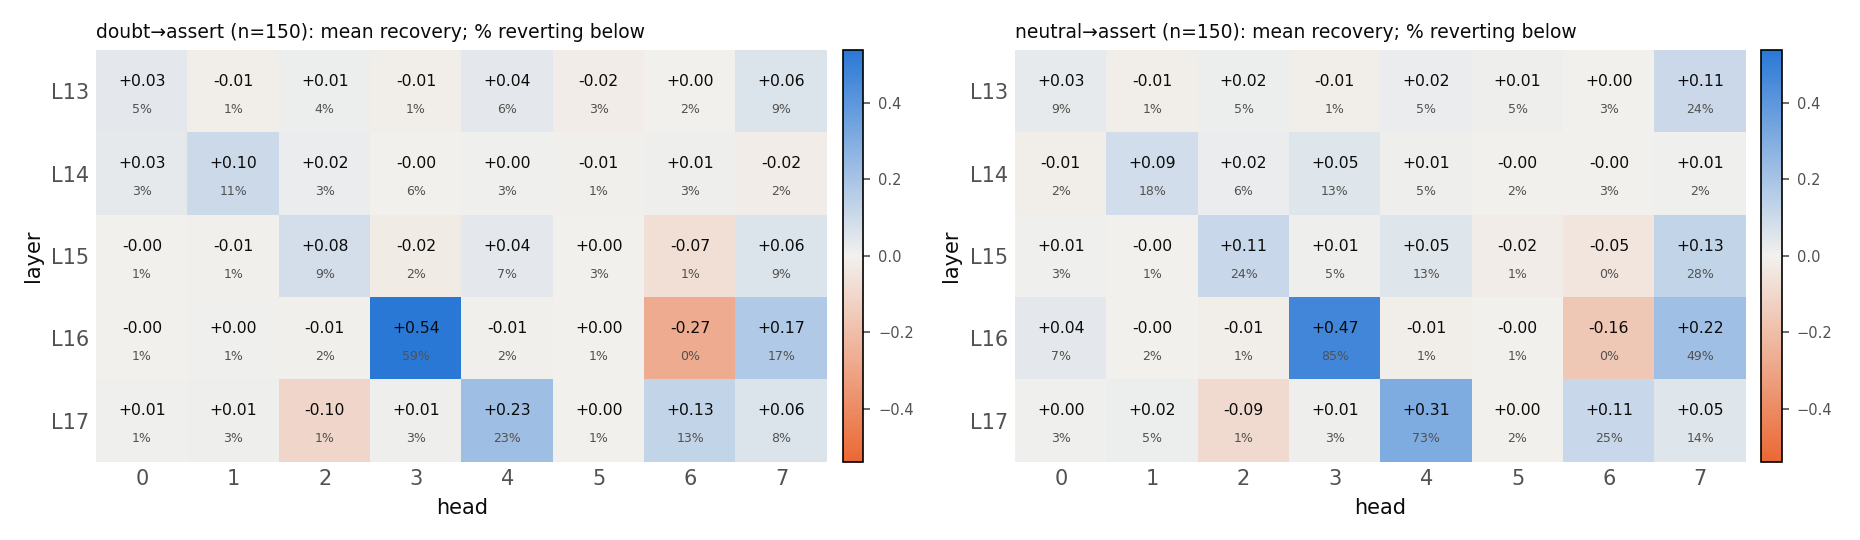 doubt→assert (n=150): mean recovery; % reverting below
L13 +0.03 -0.01 +0.01 -0.01 +0.04 -0.02 +0.00 +0.06
5% 1% 4% 1% 6% 3% 2% 9%
L14 +0.03 +0.10 +0.02 -0.00 +0.00 -0.01 +0.01 -0.02
3% 11% 3% 6% 3% 1% 3% 2%
L15 -0.00 -0.01 +0.08 -0.02 +0.04 +0.00 -0.07 +0.06
1% 1% 9% 2% 7% 3% 1% 9%
L16 -0.00 +0.00 -0.01 +0.54 -0.01 +0.00 -0.27 +0.17
1% 1% 2% 59% 2% 1% 0% 17%
L17 +0.01 +0.01 -0.10 +0.01 +0.23 +0.00 +0.13 +0.06
1% 3% 1% 3% 23% 1% 13% 8%
0 1 2 3 4 5 6 7
head
layer
0.4
0.2
0.0
−0.2
−0.4
neutral→assert (n=150): mean recovery; % reverting below
L13 +0.03 -0.01 +0.02 -0.01 +0.02 +0.01 +0.00 +0.11
9% 1% 5% 1% 5% 5% 3% 24%
L14 -0.01 +0.09 +0.02 +0.05 +0.01 -0.00 -0.00 +0.01
2% 18% 6% 13% 5% 2% 3% 2%
L15 +0.01 -0.00 +0.11 +0.01 +0.05 -0.02 -0.05 +0.13
3% 1% 24% 5% 13% 1% 0% 28%
L16 +0.04 -0.00 -0.01 +0.47 -0.01 -0.00 -0.16 +0.22
7% 2% 1% 85% 1% 1% 0% 49%
L17 +0.00 +0.02 -0.09 +0.01 +0.31 +0.00 +0.11 +0.05
3% 5% 1% 3% 73% 2% 25% 14%
0 1 2 3 4 5 6 7
head
layer
0.4
0.2
0.0
−0.2
−0.4